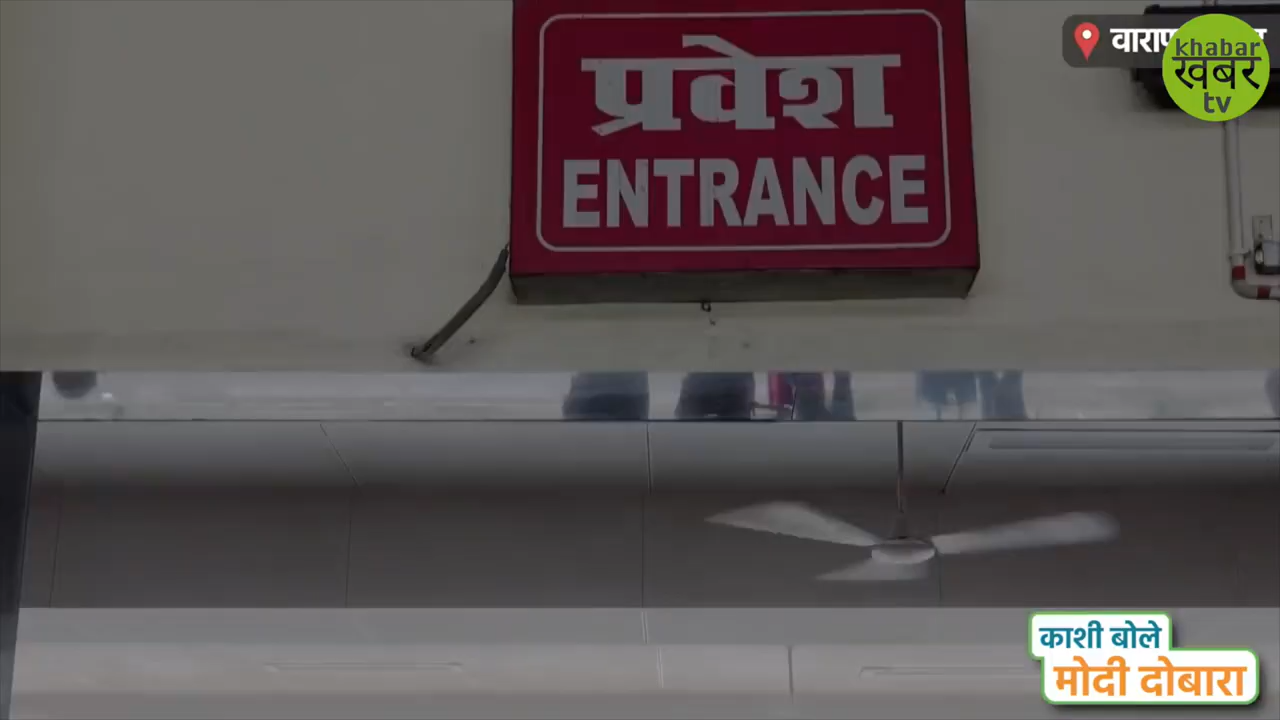 प्रवेश
ENTRANCE
khabar
खबर
tv
काशी बोले
मोदी दोबारा